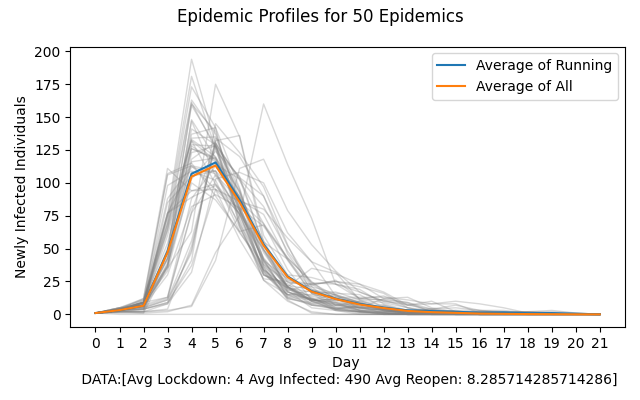 Epidemic Profiles for 50 Epidemics
200
175
150
125
100
75
50
25
0
Newly Infected Individuals
Average of Running
Average of All
0 1 2 3 4 5 6 7 8 9 10 11 12 13 14 15 16 17 18 19 20 21
Day
DATA:[Avg Lockdown: 4 Avg Infected: 490 Avg Reopen: 8.285714285714286]